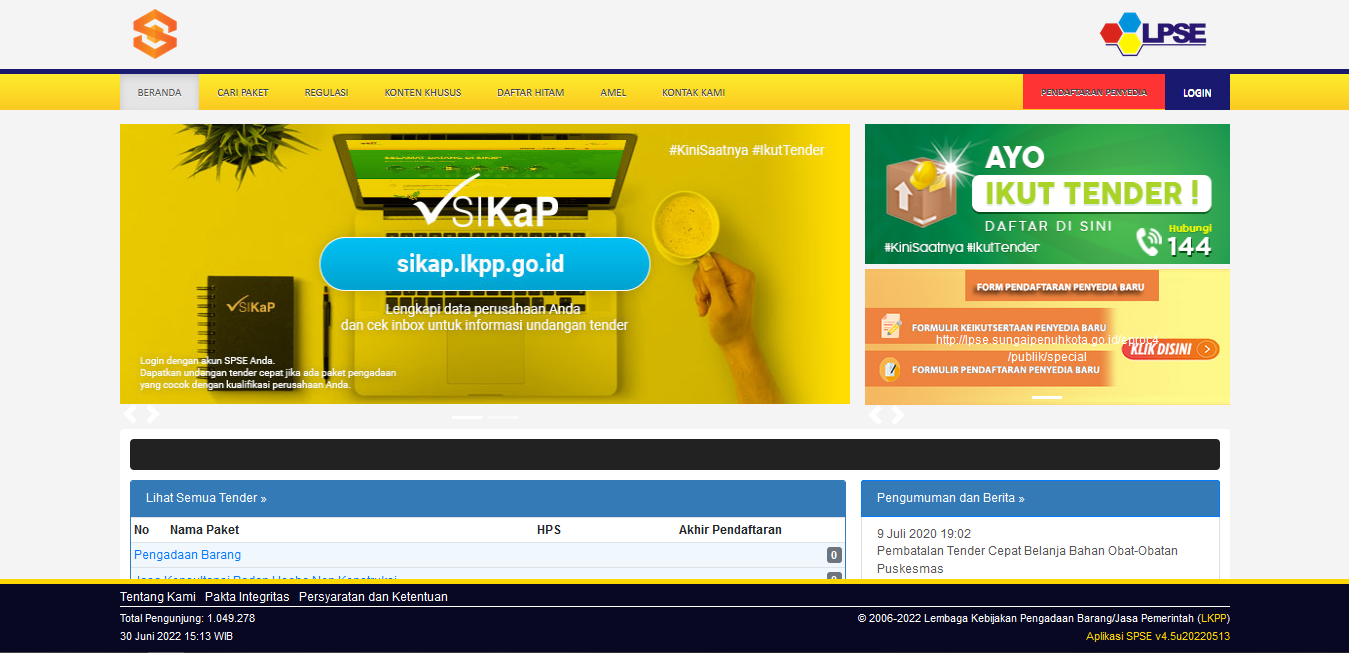 LPSE
BERANDA
CARI PAKET
REGULASI
KONTEN KHUSUS
DAFTAR HITAM
AMEL
KONTAK KAMI
PENDAFTARAN PENYEDIA
LOGIN
#KiniSaatnya #IkutTender
SIKaP
sikap.lkpp.go.id
Lengkapi data perusahaan Anda
dan cek inbox untuk informasi undangan tender
SIKaP
Login dengan akun SPSE Anda.
Dapatkan undangan tender cepat jika ada paket pengadaan
yang cocok dengan kualifikasi perusahaan Anda.
AYO
IKUT TENDER !
DAFTAR DI SINI
#KiniSaatnya #IkutTender
Hubungi
144
FORM PENDAFTARAN PENYEDIA BARU
FORMULIR KEIKUTSERTAAN PENYEDIA BARU
http://lpse.sungaipenuhkota.go.id/eproc4
/publik/special
KLIK DISINI
FORMULIR PENDAFTARAN PENYEDIA BARU
Lihat Semua Tender »
No Nama Paket HPS Akhir Pendaftaran
Pengadaan Barang 0
Jasa Konsultansi Badan Usaha Non Konstruksi 0
Pengumuman dan Berita »
9 Juli 2020 19:02
Pembatalan Tender Cepat Belanja Bahan Obat-Obatan
Puskesmas
Tentang Kami Pakta Integritas Persyaratan dan Ketentuan
Total Pengunjung: 1.049.278
30 Juni 2022 15:13 WIB
© 2006-2022 Lembaga Kebijakan Pengadaan Barang/Jasa Pemerintah (LKPP)
Aplikasi SPSE v4.5u20220513